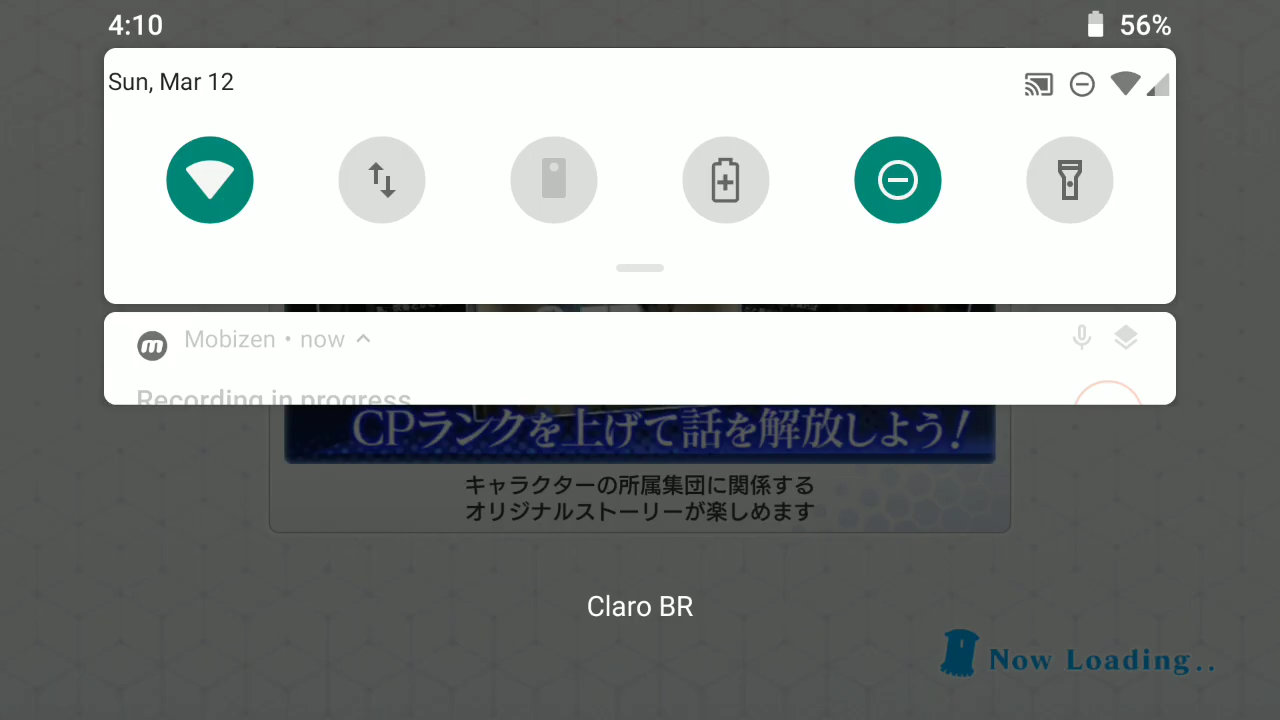 4:10
56%
Sun, Mar 12
Mobizen • now
Recording in progress
CPランクを上げて話を解放しよう！
キャラクターの所属集団に関係する
オリジナルストーリーが楽しめます
Claro BR
Now Loading..